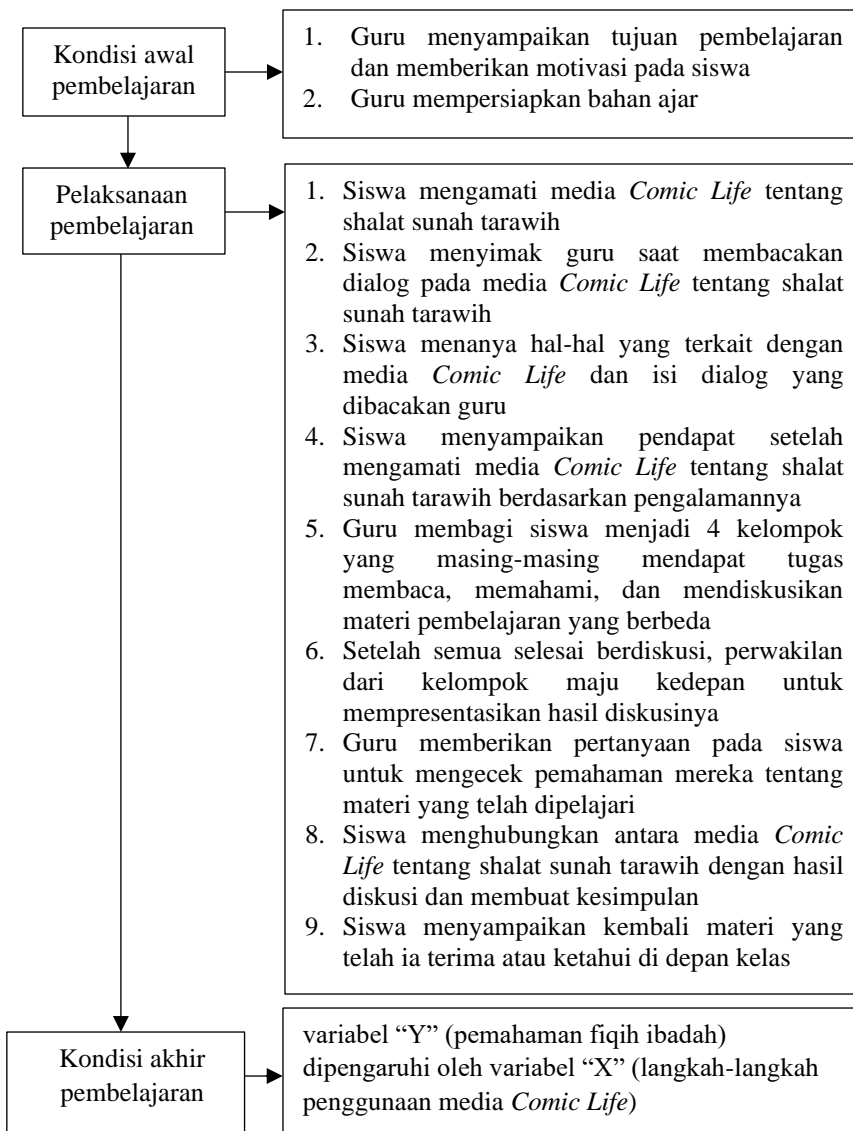 Kondisi awal
pembelajaran
1. Guru menyampaikan tujuan pembelajaran
dan memberikan motivasi pada siswa
2. Guru mempersiapkan bahan ajar
Pelaksanaan
pembelajaran
1. Siswa mengamati media Comic Life tentang
shalat sunah tarawih
2. Siswa menyimak guru saat membacakan
dialog pada media Comic Life tentang shalat
sunah tarawih
3. Siswa menanya hal-hal yang terkait dengan
media Comic Life dan isi dialog yang
dibacakan guru
4. Siswa menyampaikan pendapat setelah
mengamati media Comic Life tentang shalat
sunah tarawih berdasarkan pengalamannya
5. Guru membagi siswa menjadi 4 kelompok
yang masing-masing mendapat tugas
membaca, memahami, dan mendiskusikan
materi pembelajaran yang berbeda
6. Setelah semua selesai berdiskusi, perwakilan
dari kelompok maju kedepan untuk
mempresentasikan hasil diskusinya
7. Guru memberikan pertanyaan pada siswa
untuk mengecek pemahaman mereka tentang
materi yang telah dipelajari
8. Siswa menghubungkan antara media Comic
Life tentang shalat sunah tarawih dengan hasil
diskusi dan membuat kesimpulan
9. Siswa menyampaikan kembali materi yang
telah ia terima atau ketahui di depan kelas
Kondisi akhir
pembelajaran
variabel “Y” (pemahaman fiqih ibadah)
dipengaruhi oleh variabel “X” (langkah-langkah
penggunaan media Comic Life)